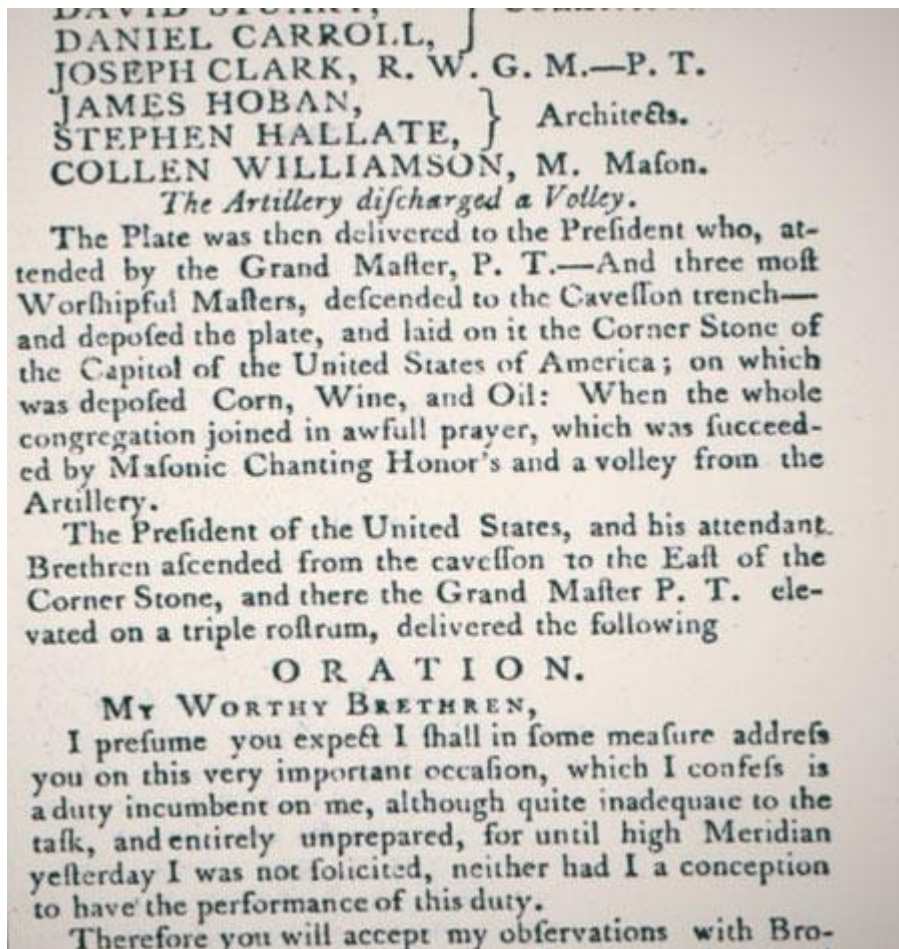 DAVID STUART,
DANIEL CARROLL,
JOSEPH CLARK, R. W. G. M.—P. T.
JAMES HOBAN,
STEPHEN HALLATE, } Architects.
COLLEN WILLIAMSON, M. Maſon.
The Artillery diſcharged a Volley.
The Plate was then delivered to the Preſident who, at-
tended by the Grand Maſter, P. T.—And three moſt
Worſhipful Maſters, deſcended to the Caveſſon trench—
and depoſed the plate, and laid on it the Corner Stone of
the Capitol of the United States of America; on which
was depoſed Corn, Wine, and Oil: When the whole
congregation joined in awfull prayer, which was ſucceed-
ed by Maſonic Chanting Honor's and a volley from the
Artillery.
The Preſident of the United States, and his attendant
Brethren aſcended from the caveſſon to the Eaſt of the
Corner Stone, and there the Grand Maſter P. T. ele-
vated on a triple roſtrum, delivered the following
ORATION.
MY WORTHY BRETHREN,
I preſume you expect I ſhall in ſome meaſure addreſs
you on this very important occaſion, which I confeſs is
a duty incumbent on me, although quite inadequate to the
taſk, and entirely unprepared, for until high Meridian
yeſterday I was not ſolicited, neither had I a conception
to have the performance of this duty.
Therefore you will accept my obſervations with Bro-